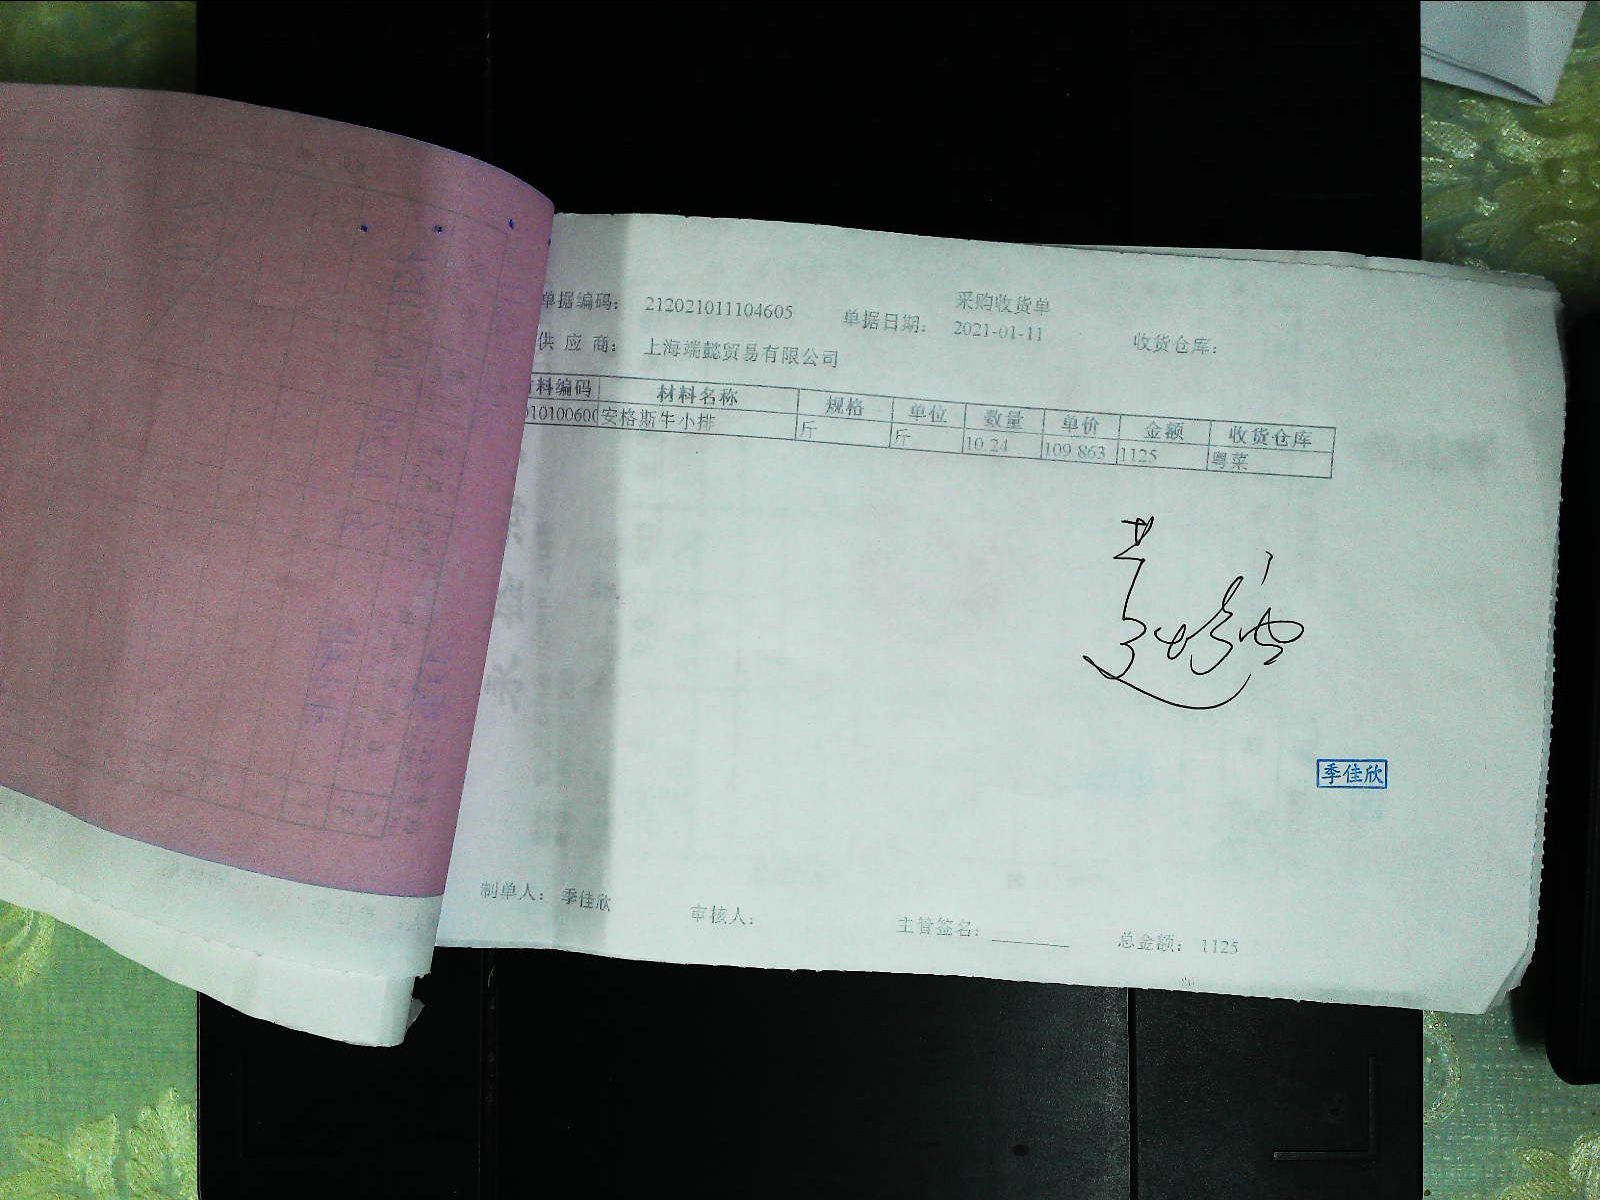 采购收货单
单据编码： 212021011104605 单据日期： 2021-01-11 收货仓库：
供 应 商： 上海端懿贸易有限公司
料编码 材料名称 规格 单位 数量 单价 金额 收货仓库
010100600 安格斯牛小排 斤 斤 10.24 109.863 1125 粤菜
季佳欣
制单人： 季佳欣 审核人： 主管签名：________ 总金额： 1125